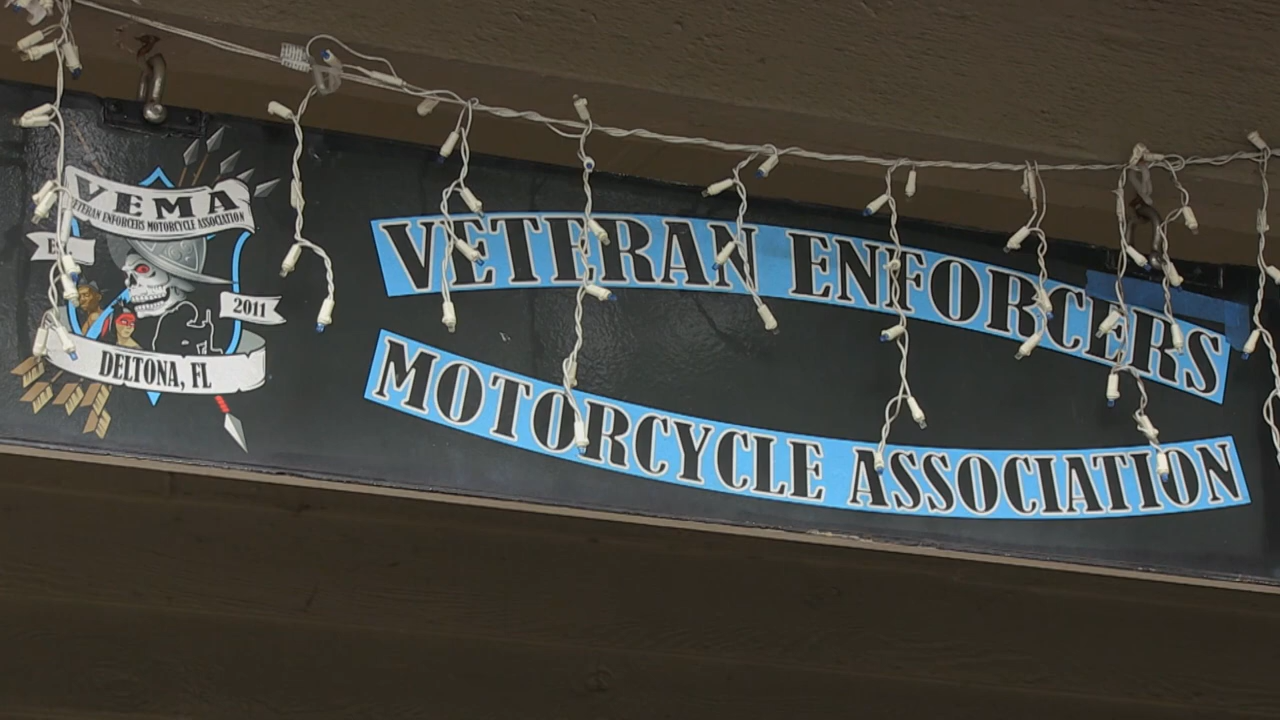 VEMA
VETERAN ENFORCERS MOTORCYCLE ASSOCIATION
2011
DELTONA, FL
VETERAN ENFORCERS
MOTORCYCLE ASSOCIATION